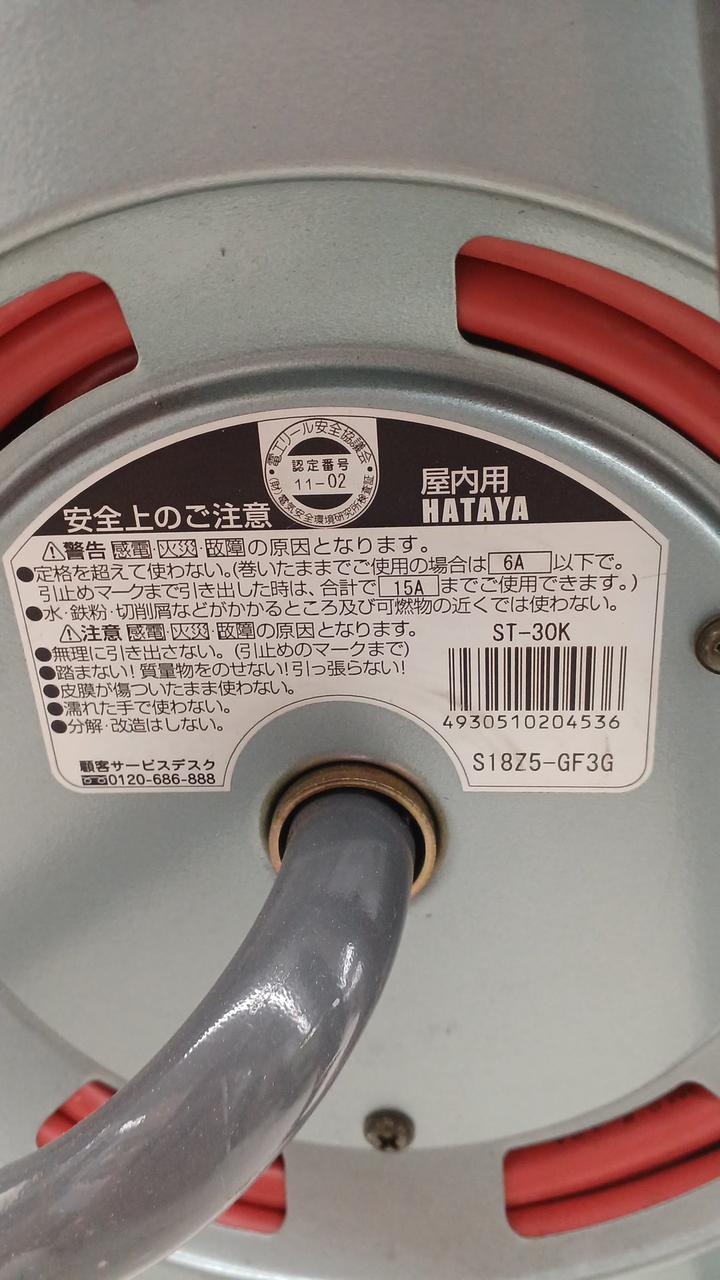 ・電工リール安全協議会・
認定番号
11-02
(財)電気安全環境研究所検査証
安全上のご注意
屋内用
HATAYA
⚠警告 感電・火災・故障の原因となります。
●定格を超えて使わない。(巻いたままでご使用の場合は 6A 以下で。
引止めマークまで引き出した時は、合計で 15A までご使用できます。)
●水・鉄粉・切削屑などがかかるところ及び可燃物の近くでは使わない。
⚠注意 感電・火災・故障の原因となります。
●無理に引き出さない。(引止めのマークまで)
●踏まない!質量物をのせない!引っ張らない!
●皮膜が傷ついたまま使わない。
●濡れた手で使わない。
●分解・改造はしない。
顧客サービスデスク
0120-686-888
ST-30K
4930510204536
S18Z5-GF3G